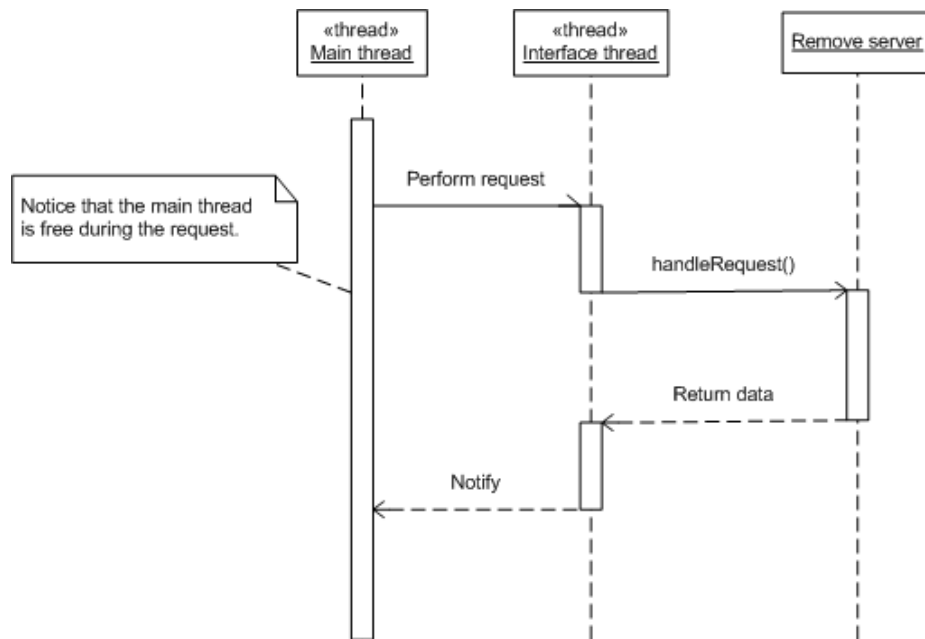 «thread»
Main thread
«thread»
Interface thread
Remove server
Perform request
Notice that the main thread
is free during the request.
handleRequest()
Return data
Notify